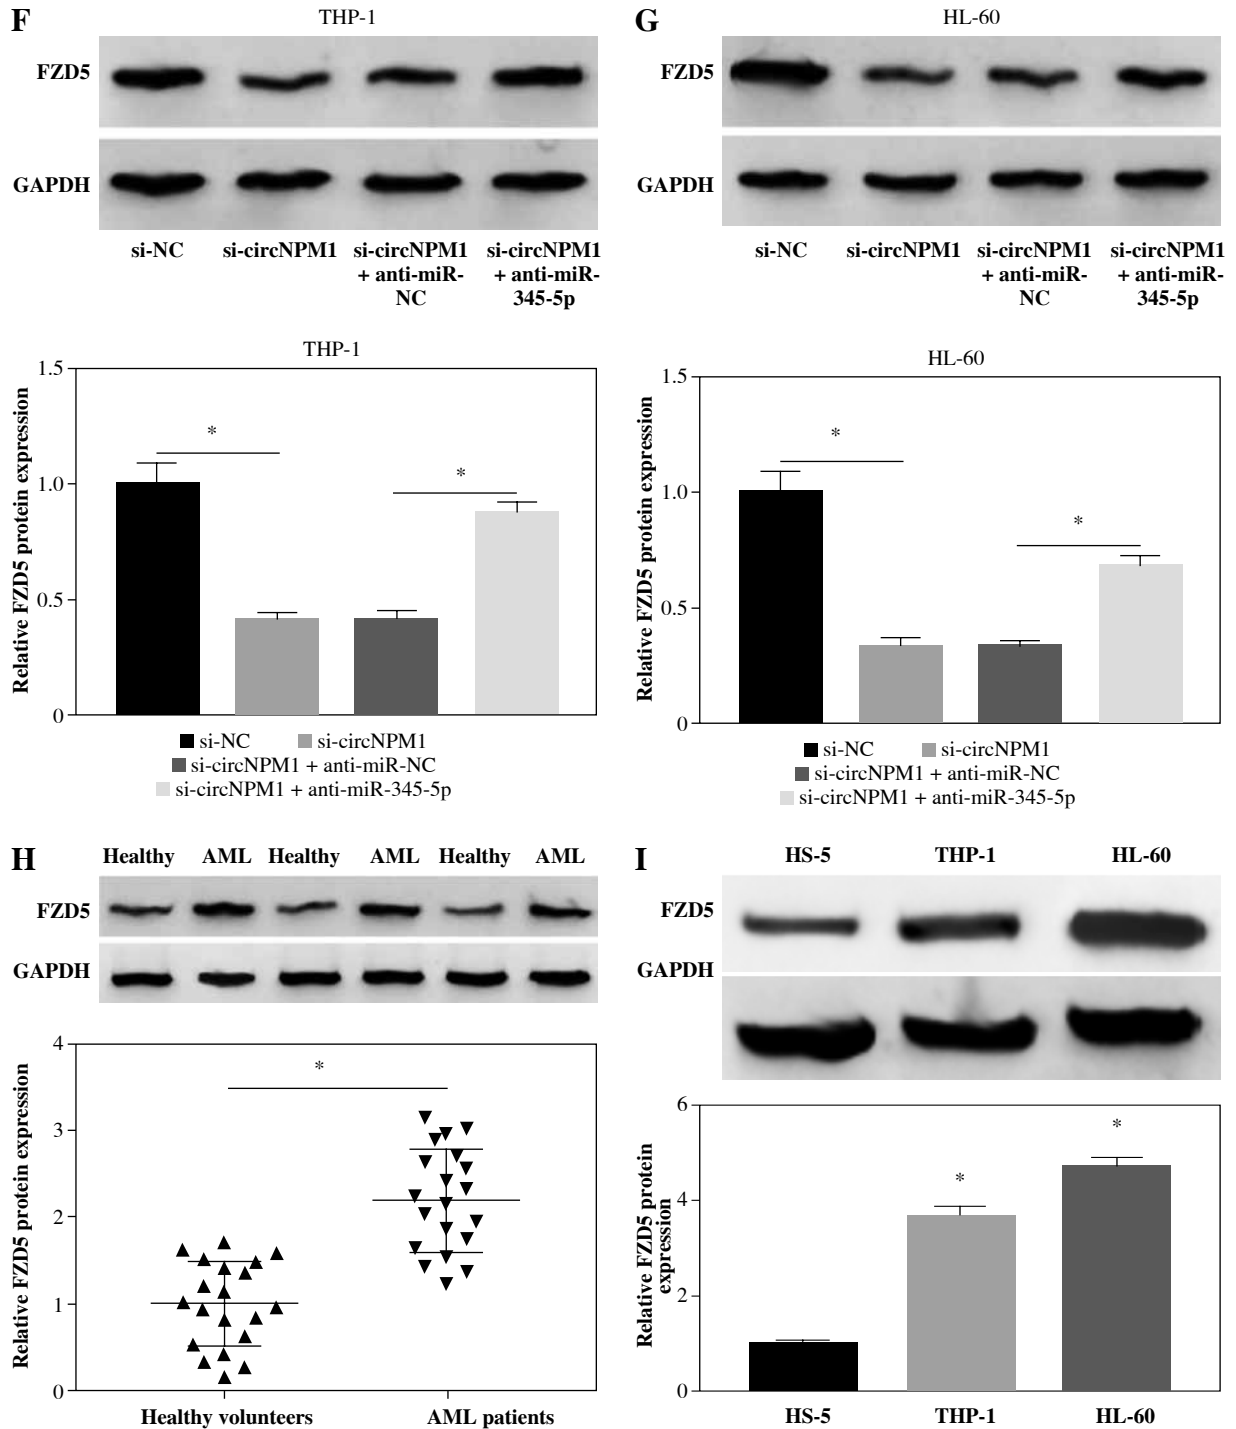 F
THP-1
FZD5
GAPDH
si-NC
si-circNPM1
si-circNPM1
+ anti-miR-
NC
si-circNPM1
+ anti-miR-
345-5p
THP-1
Relative FZD5 protein expression
1.5
1.0
0.5
0
*
*
si-NC
si-circNPM1
si-circNPM1 + anti-miR-NC
si-circNPM1 + anti-miR-345-5p
G
HL-60
FZD5
GAPDH
si-NC
si-circNPM1
si-circNPM1
+ anti-miR-
NC
si-circNPM1
+ anti-miR-
345-5p
HL-60
Relative FZD5 protein expression
1.5
1.0
0.5
0
*
*
si-NC
si-circNPM1
si-circNPM1 + anti-miR-NC
si-circNPM1 + anti-miR-345-5p
H
Healthy AML Healthy AML Healthy AML
FZD5
GAPDH
Relative FZD5 protein expression
4
3
2
1
0
*
Healthy volunteers
AML patients
I
HS-5 THP-1 HL-60
FZD5
GAPDH
Relative FZD5 protein
expression
6
4
2
0
*
*
HS-5 THP-1 HL-60